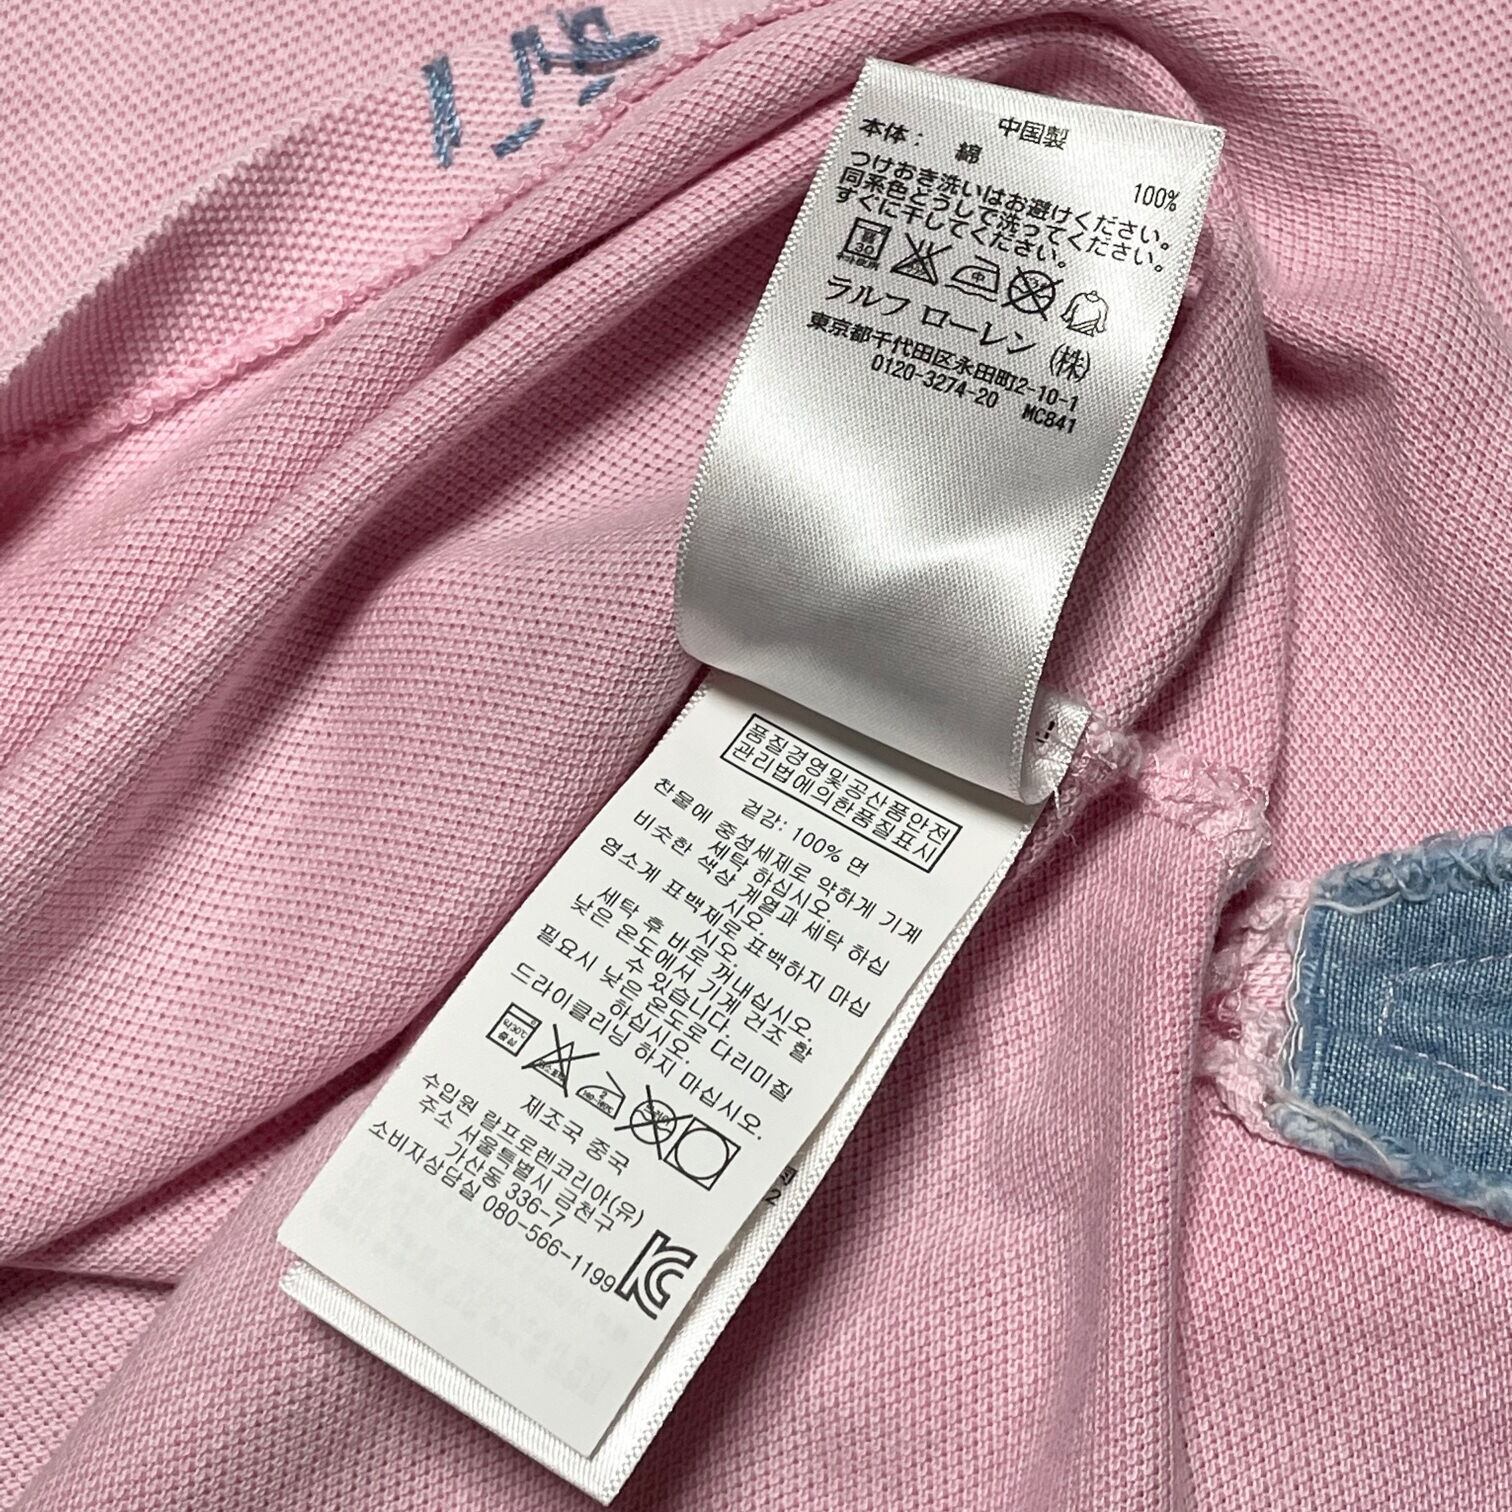 中国製
本体: 綿 100%
つけおき洗いはお避けください。
同系色どうしで洗ってください。
すぐに干してください。
30
中
ラルフ ローレン (株)
東京都千代田区永田町2-10-1
0120-3274-20 MC841
품질경영및공산품안전
관리법에의한품질표시
겉감: 100% 면
찬물에 중성세제로 약하게 기계
세탁 하십시오.
비슷한 색상 계열과 세탁 하십
시오.
염소계 표백제로 표백하지 마십
시오.
세탁 후 바로 꺼내십시오.
낮은 온도에서 기계 건조 할
수 있습니다.
필요시 낮은 온도로 다리미질
하십시오.
드라이클리닝 하지 마십시오.
제조국 중국
수입원 랄프로렌코리아(유)
주소 서울특별시 금천구
가산동 336-7
소비자상담실 080-566-1199